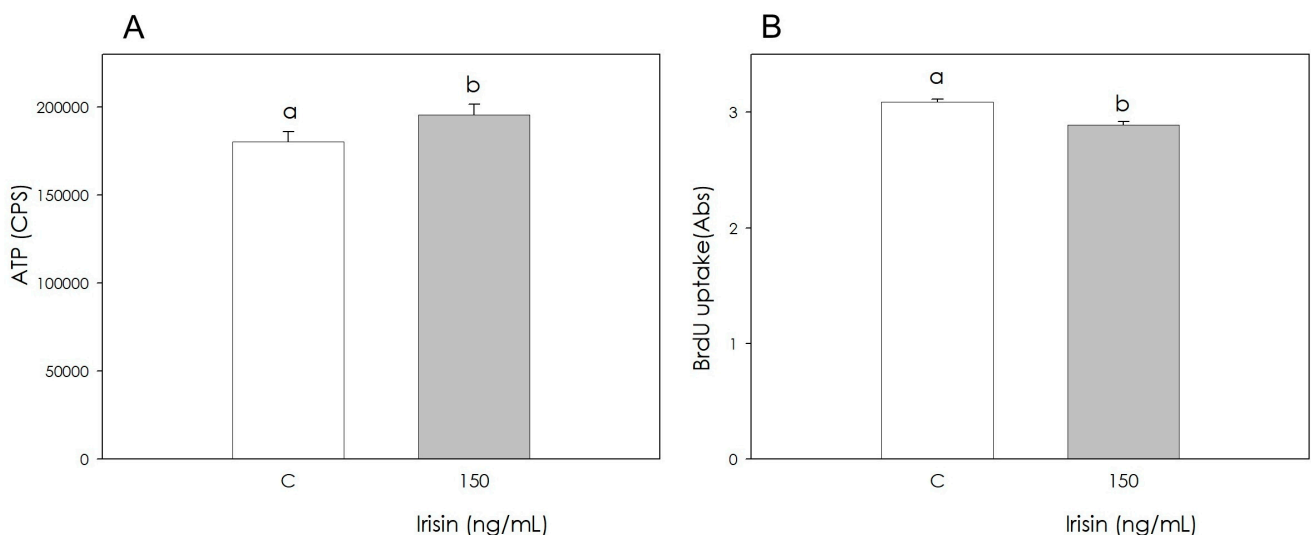 A
ATP (CPS)
200000
150000
100000
50000
0
a
b
C
150
Irisin (ng/mL)
B
BrdU uptake(Abs)
3
2
1
0
a
b
C
150
Irisin (ng/mL)